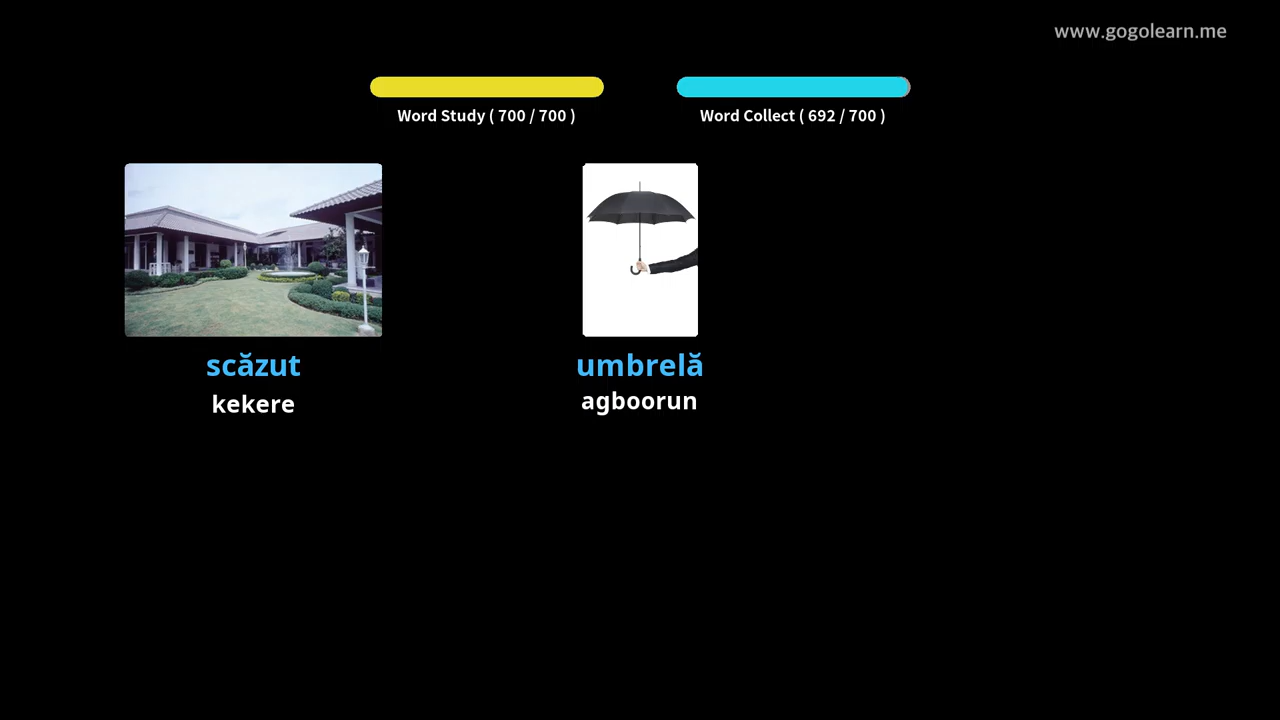 www.gogolearn.me
Word Study ( 700 / 700 )
Word Collect ( 692 / 700 )
scăzut
umbrelă
kekere
agboorun